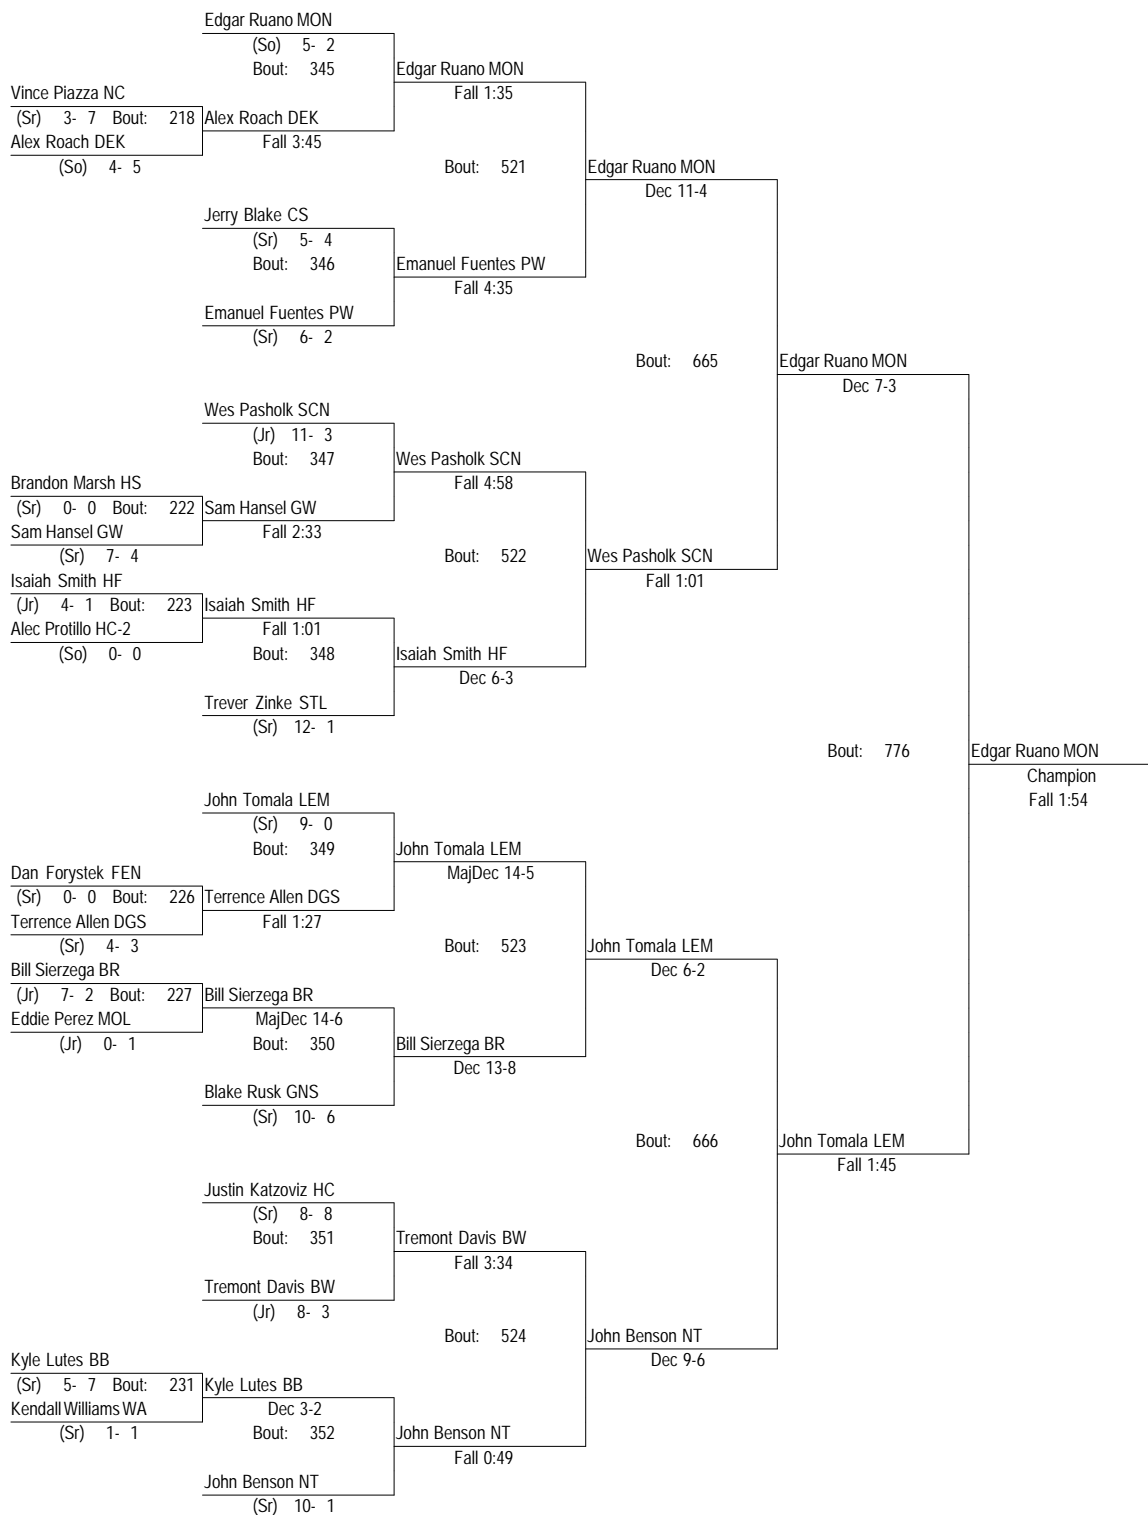 Edgar Ruano MON
(So) 5- 2
Bout: 345
Edgar Ruano MON
Fall 1:35
Vince Piazza NC
(Sr) 3- 7 Bout: 218
Alex Roach DEK
Alex Roach DEK
Fall 3:45
(So) 4- 5
Bout: 521
Edgar Ruano MON
Dec 11-4
Jerry Blake CS
(Sr) 5- 4
Bout: 346
Emanuel Fuentes PW
Fall 4:35
Emanuel Fuentes PW
(Sr) 6- 2
Bout: 665
Edgar Ruano MON
Dec 7-3
Wes Pasholk SCN
(Jr) 11- 3
Bout: 347
Wes Pasholk SCN
Fall 4:58
Brandon Marsh HS
(Sr) 0- 0 Bout: 222
Sam Hansel GW
Sam Hansel GW
Fall 2:33
(Sr) 7- 4
Bout: 522
Wes Pasholk SCN
Fall 1:01
Isaiah Smith HF
(Jr) 4- 1 Bout: 223
Isaiah Smith HF
Alec Protillo HC-2
Fall 1:01
(So) 0- 0
Bout: 348
Isaiah Smith HF
Dec 6-3
Trever Zinke STL
(Sr) 12- 1
Bout: 776
Edgar Ruano MON
Champion
Fall 1:54
John Tomala LEM
(Sr) 9- 0
Bout: 349
John Tomala LEM
MajDec 14-5
Dan Forystek FEN
(Sr) 0- 0 Bout: 226
Terrence Allen DGS
Terrence Allen DGS
Fall 1:27
(Sr) 4- 3
Bout: 523
John Tomala LEM
Dec 6-2
Bill Sierzega BR
(Jr) 7- 2 Bout: 227
Bill Sierzega BR
Eddie Perez MOL
MajDec 14-6
(Jr) 0- 1
Bout: 350
Bill Sierzega BR
Dec 13-8
Blake Rusk GNS
(Sr) 10- 6
Bout: 666
John Tomala LEM
Fall 1:45
Justin Katzoviz HC
(Sr) 8- 8
Bout: 351
Tremont Davis BW
Fall 3:34
Tremont Davis BW
(Jr) 8- 3
Bout: 524
John Benson NT
Dec 9-6
Kyle Lutes BB
(Sr) 5- 7 Bout: 231
Kyle Lutes BB
Kendall Williams WA
Dec 3-2
(Sr) 1- 1
Bout: 352
John Benson NT
Fall 0:49
John Benson NT
(Sr) 10- 1